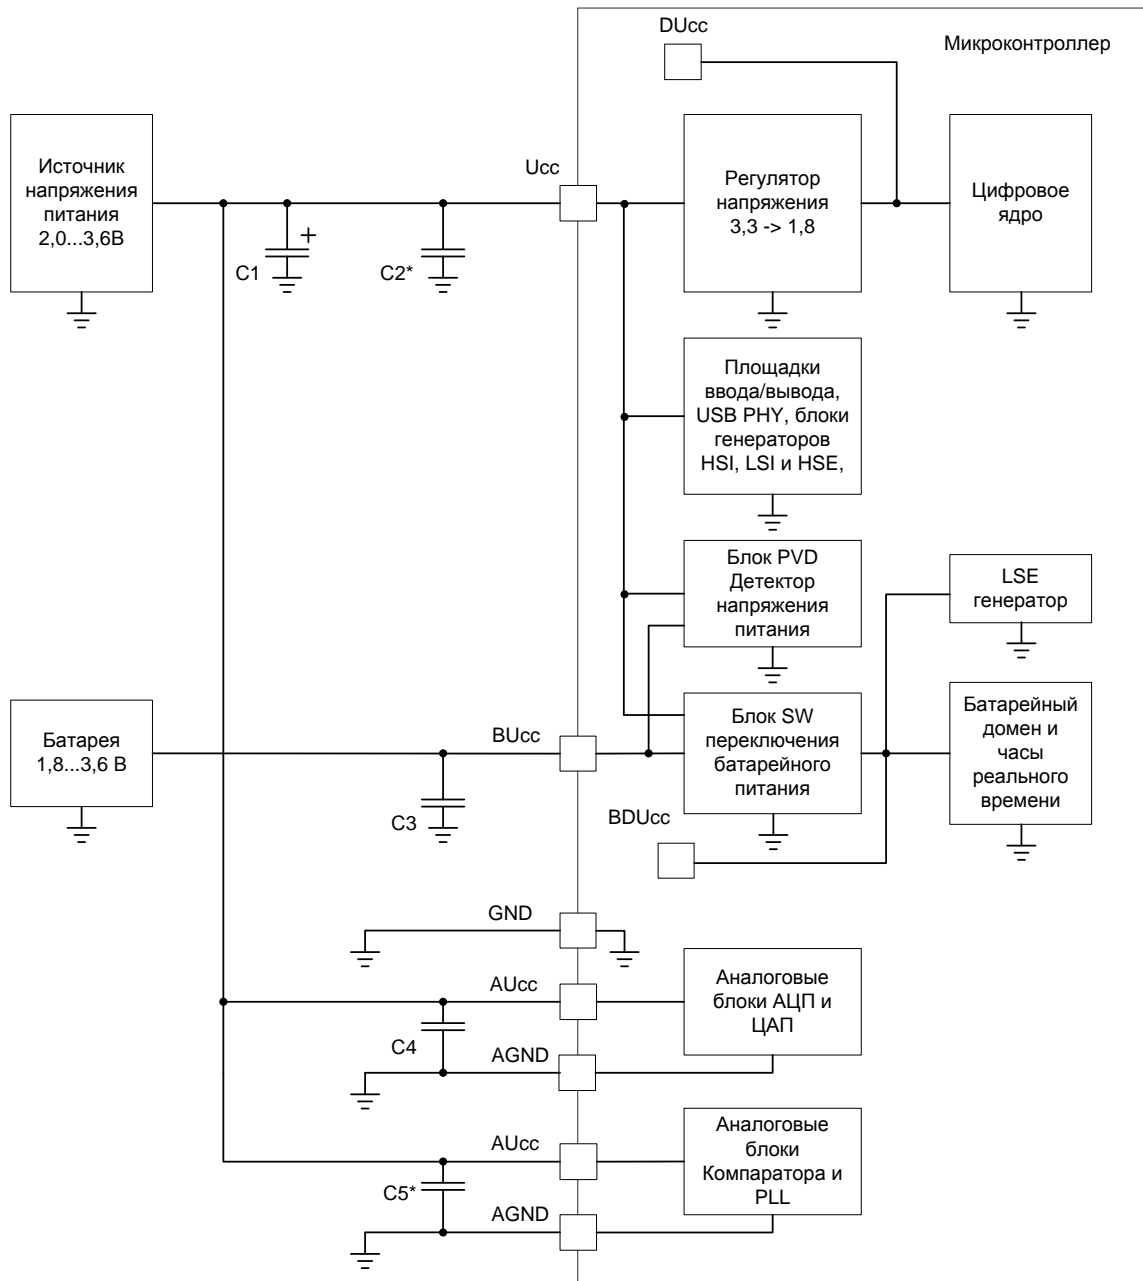 DUcc
Микроконтроллер
Источник
напряжения
питания
2,0...3,6В
Ucc
Регулятор
напряжения
3,3 -> 1,8
Цифровое
ядро
+
C1
C2*
Площадки
ввода/вывода,
USB PHY, блоки
генераторов
HSI, LSI и HSE,
Блок PVD
Детектор
напряжения
питания
LSE
генератор
Батарея
1,8...3,6 В
BUcc
Блок SW
переключения
батарейного
питания
Батарейный
домен и
часы
реального
времени
C3
BDUcc
GND
AUcc
Аналоговые
блоки АЦП и
ЦАП
C4
AGND
AUcc
Аналоговые
блоки
Компаратора и
PLL
C5*
AGND